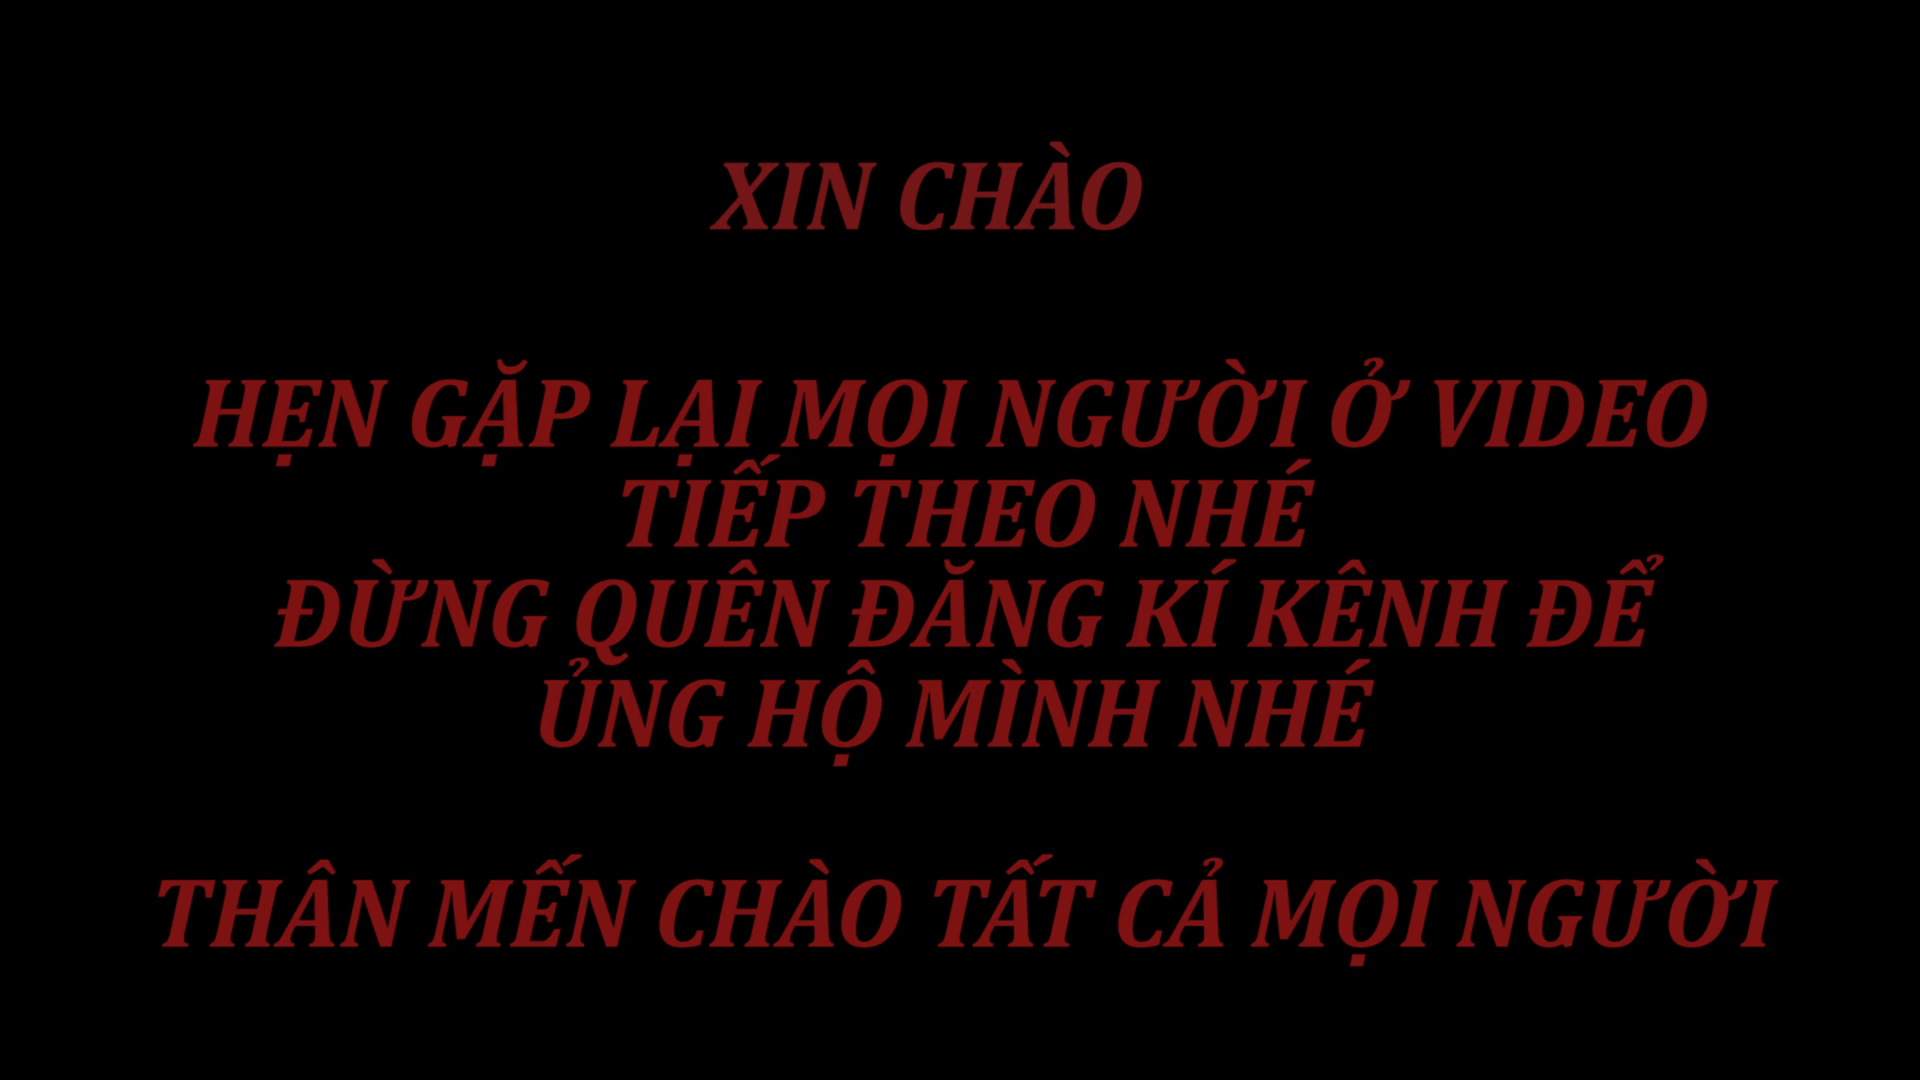 XIN CHÀO
HẸN GẶP LẠI MỌI NGƯỜI Ở VIDEO
TIẾP THEO NHÉ
ĐỪNG QUÊN ĐĂNG KÍ KÊNH ĐỂ
ỦNG HỘ MÌNH NHÉ
THÂN MẾN CHÀO TẤT CẢ MỌI NGƯỜI